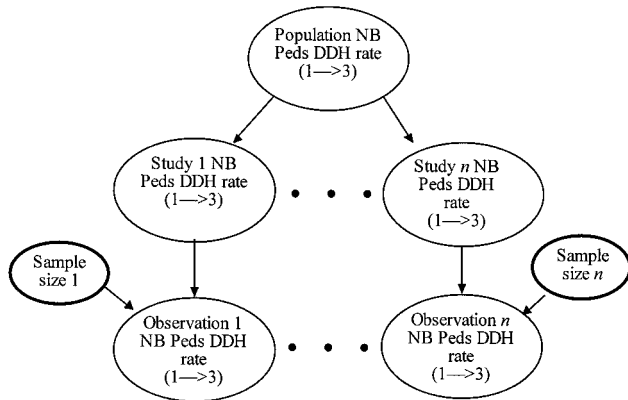 Population NB
Peds DDH rate
(1—>3)
Study 1 NB
Peds DDH rate
(1—>3)
Study n NB
Peds DDH
rate
(1—>3)
Sample
size 1
Sample
size n
Observation 1
NB Peds DDH
rate
(1—>3)
Observation n
NB Peds DDH
rate
(1—>3)